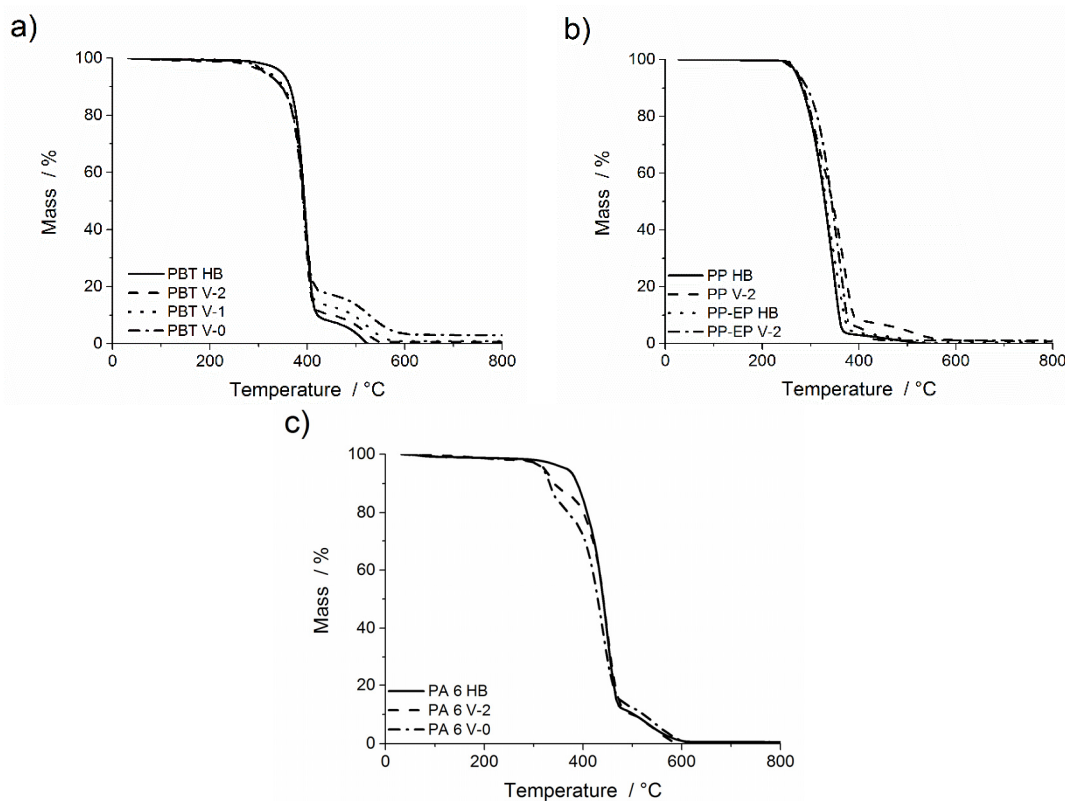 a)
100
80
60
40
20
0
Mass / %
PBT HB
PBT V-2
PBT V-1
PBT V-0
0 200 400 600 800
Temperature / °C
b)
100
80
60
40
20
0
Mass / %
PP HB
PP V-2
PP-EP HB
PP-EP V-2
0 200 400 600 800
Temperature / °C
c)
100
80
60
40
20
0
Mass / %
PA 6 HB
PA 6 V-2
PA 6 V-0
0 200 400 600 800
Temperature / °C